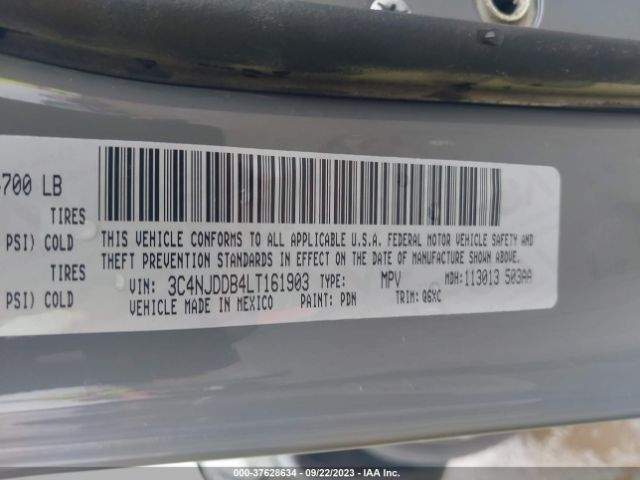 700 LB
TIRES
PSI) COLD
TIRES
PSI) COLD
THIS VEHICLE CONFORMS TO ALL APPLICABLE U.S.A. FEDERAL MOTOR VEHICLE SAFETY AND
THEFT PREVENTION STANDARDS IN EFFECT ON THE DATE OF MANUFACTURE SHOWN ABOVE.
VIN: 3C4NJDDB4LT161903 TYPE: MPV MDH:113013 503AA
VEHICLE MADE IN MEXICO PAINT: PDN TRIM: Q6XC
000-37628634 - 09/22/2023 - IAA Inc.